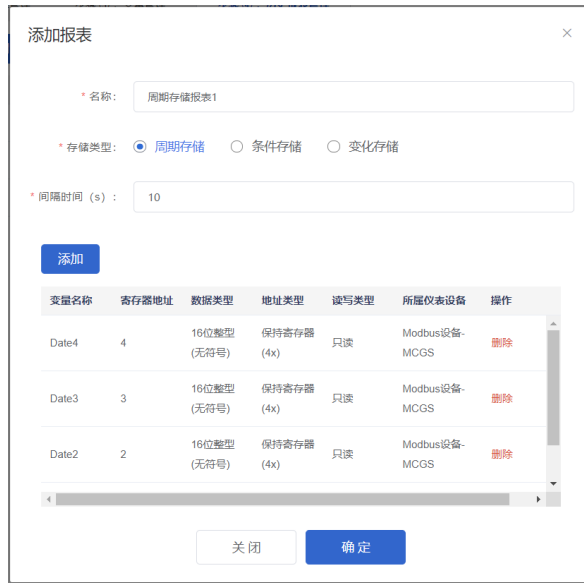 添加报表
* 名称: 周期存储报表1
* 存储类型: 周期存储 条件存储 变化存储
* 间隔时间 (s) : 10
添加
变量名称 寄存器地址 数据类型 地址类型 读写类型 所属仪表设备 操作
Date4 4 16位整型 (无符号) 保持寄存器 (4x) 只读 Modbus设备-MCGS 删除
Date3 3 16位整型 (无符号) 保持寄存器 (4x) 只读 Modbus设备-MCGS 删除
Date2 2 16位整型 (无符号) 保持寄存器 (4x) 只读 Modbus设备-MCGS 删除
关闭 确定